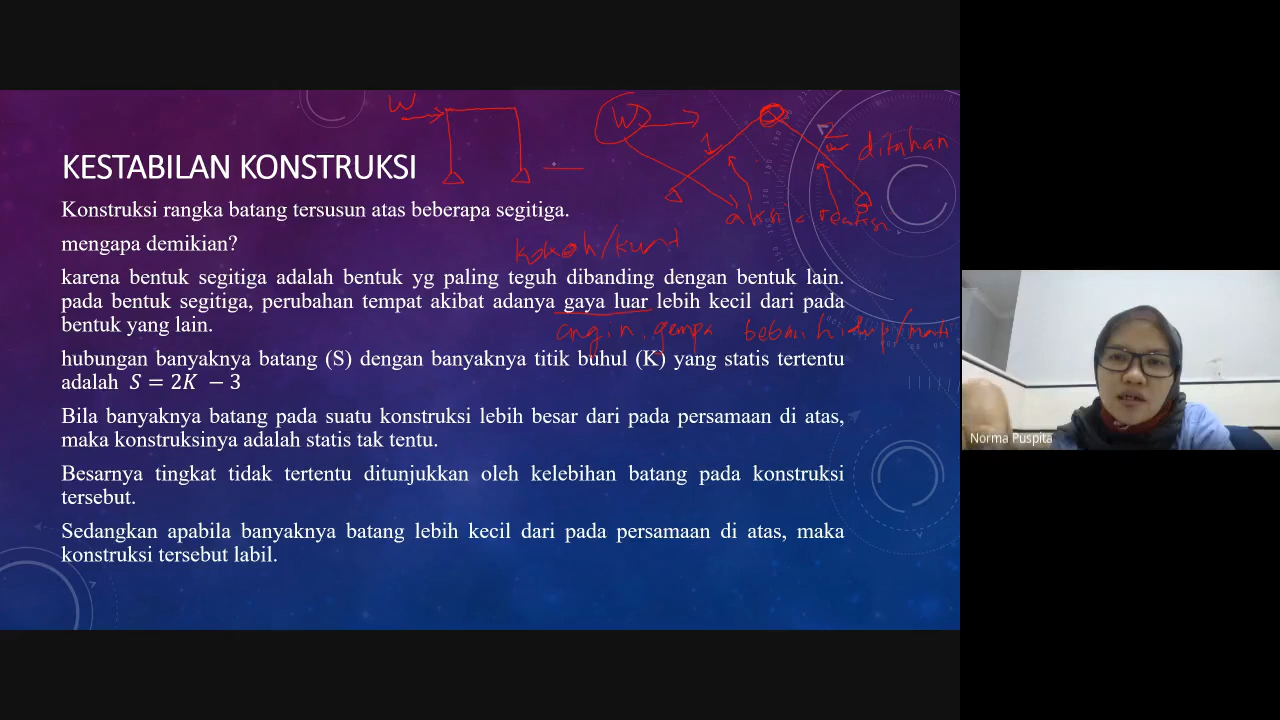 W
W
1
2
ditahan
KESTABILAN KONSTRUKSI
Konstruksi rangka batang tersusun atas beberapa segitiga.
aksi = reaksi
mengapa demikian?
kokoh/kuat
karena bentuk segitiga adalah bentuk yg paling teguh dibanding dengan bentuk lain.
pada bentuk segitiga, perubahan tempat akibat adanya gaya luar lebih kecil dari pada
bentuk yang lain.
angin, gempa beban hidup/mati
hubungan banyaknya batang (S) dengan banyaknya titik buhul (K) yang statis tertentu
adalah S = 2K − 3
Bila banyaknya batang pada suatu konstruksi lebih besar dari pada persamaan di atas,
maka konstruksinya adalah statis tak tentu.
Norma Puspita
Besarnya tingkat tidak tertentu ditunjukkan oleh kelebihan batang pada konstruksi
tersebut.
Sedangkan apabila banyaknya batang lebih kecil dari pada persamaan di atas, maka
konstruksi tersebut labil.